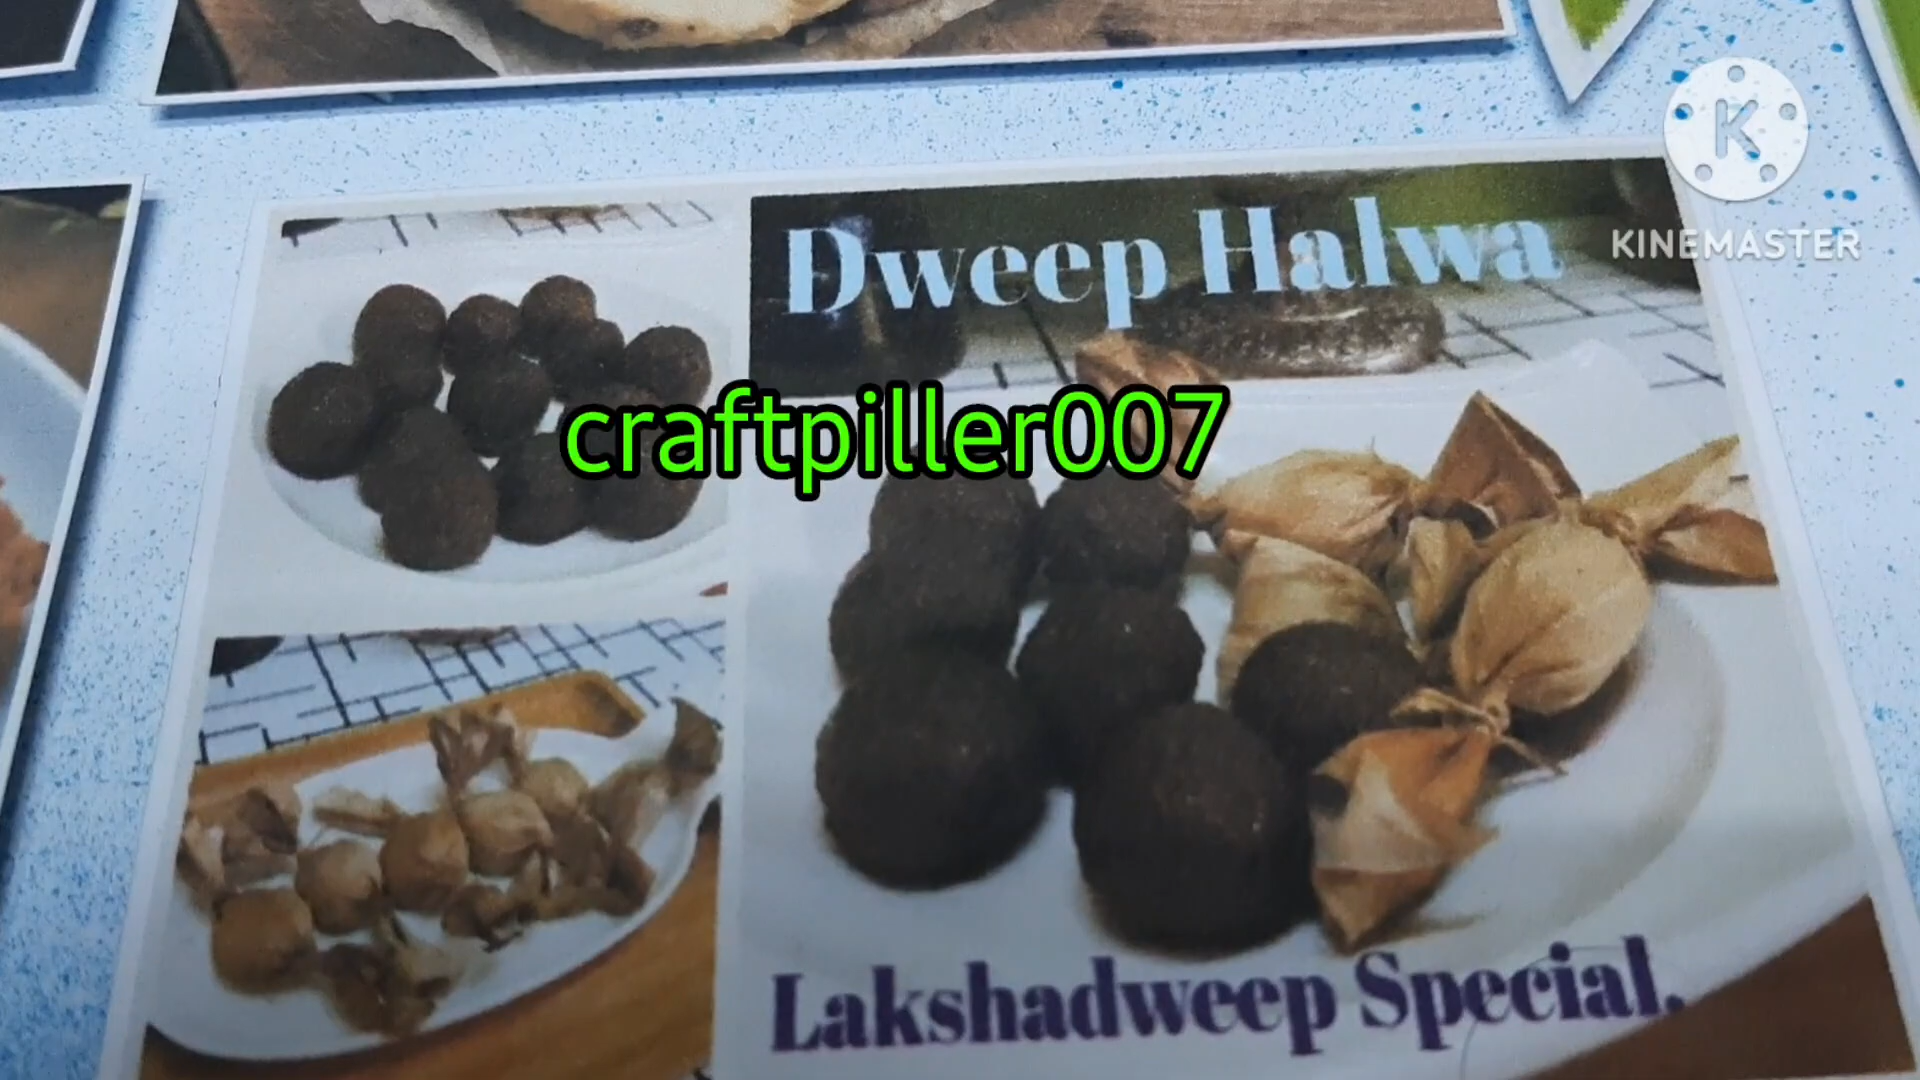 Dweep Halwa
K
KINEMASTER
craftpiller007
Lakshadweep Special.